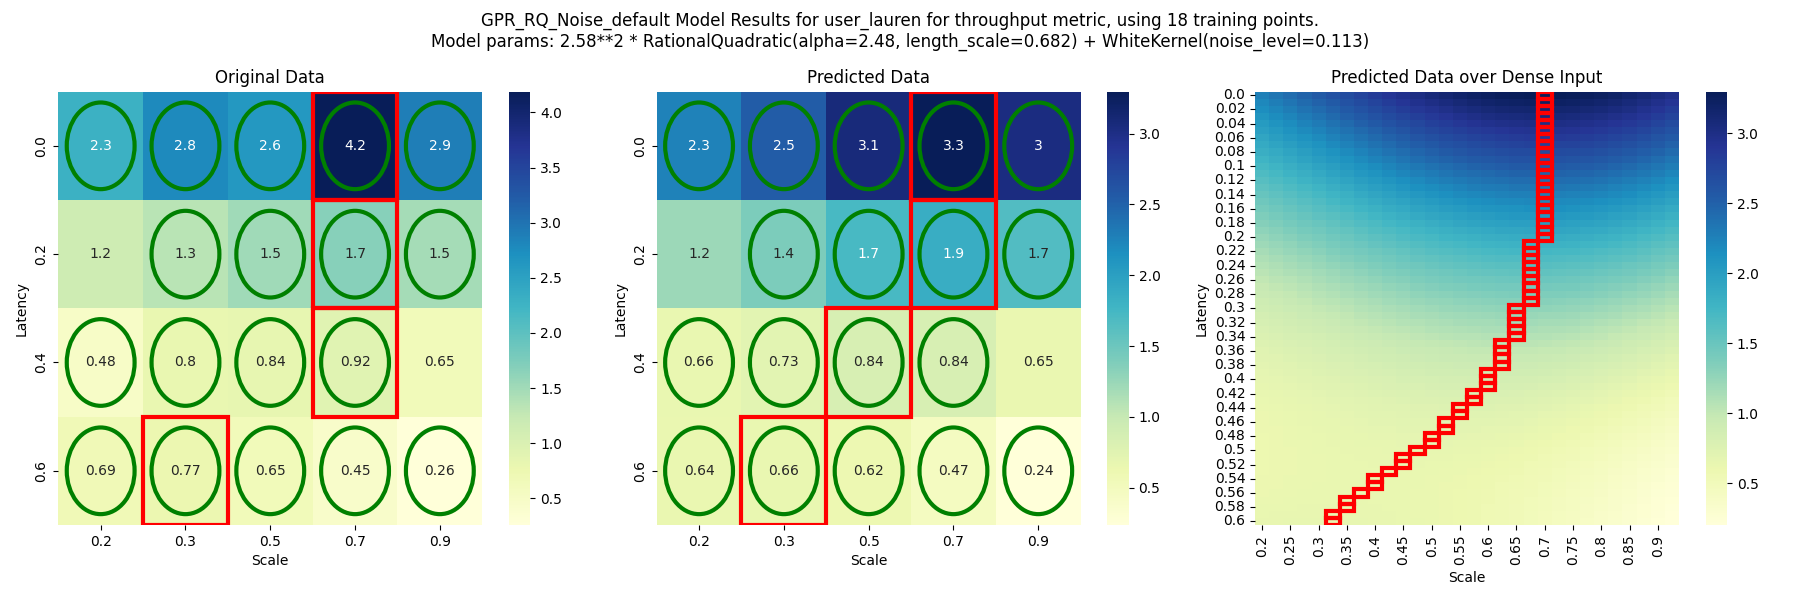 GPR_RQ_Noise_default Model Results for user_lauren for throughput metric, using 18 training points.
Model params: 2.58**2 * RationalQuadratic(alpha=2.48, length_scale=0.682) + WhiteKernel(noise_level=0.113)
Original Data
Latency
0.0
0.2
0.4
0.6
2.3 2.8 2.6 4.2 2.9
1.2 1.3 1.5 1.7 1.5
0.48 0.8 0.84 0.92 0.65
0.69 0.77 0.65 0.45 0.26
0.2 0.3 0.5 0.7 0.9
Scale
4.0
3.5
3.0
2.5
2.0
1.5
1.0
0.5
Predicted Data
Latency
0.0
0.2
0.4
0.6
2.3 2.5 3.1 3.3 3
1.2 1.4 1.7 1.9 1.7
0.66 0.73 0.84 0.84 0.65
0.64 0.66 0.62 0.47 0.24
0.2 0.3 0.5 0.7 0.9
Scale
3.0
2.5
2.0
1.5
1.0
0.5
Predicted Data over Dense Input
Latency
0.0
0.02
0.04
0.06
0.08
0.1
0.12
0.14
0.16
0.18
0.2
0.22
0.24
0.26
0.28
0.3
0.32
0.34
0.36
0.38
0.4
0.42
0.44
0.46
0.48
0.5
0.52
0.54
0.56
0.58
0.6
0.2 0.25 0.3 0.35 0.4 0.45 0.5 0.55 0.6 0.65 0.7 0.75 0.8 0.85 0.9
Scale
3.0
2.5
2.0
1.5
1.0
0.5